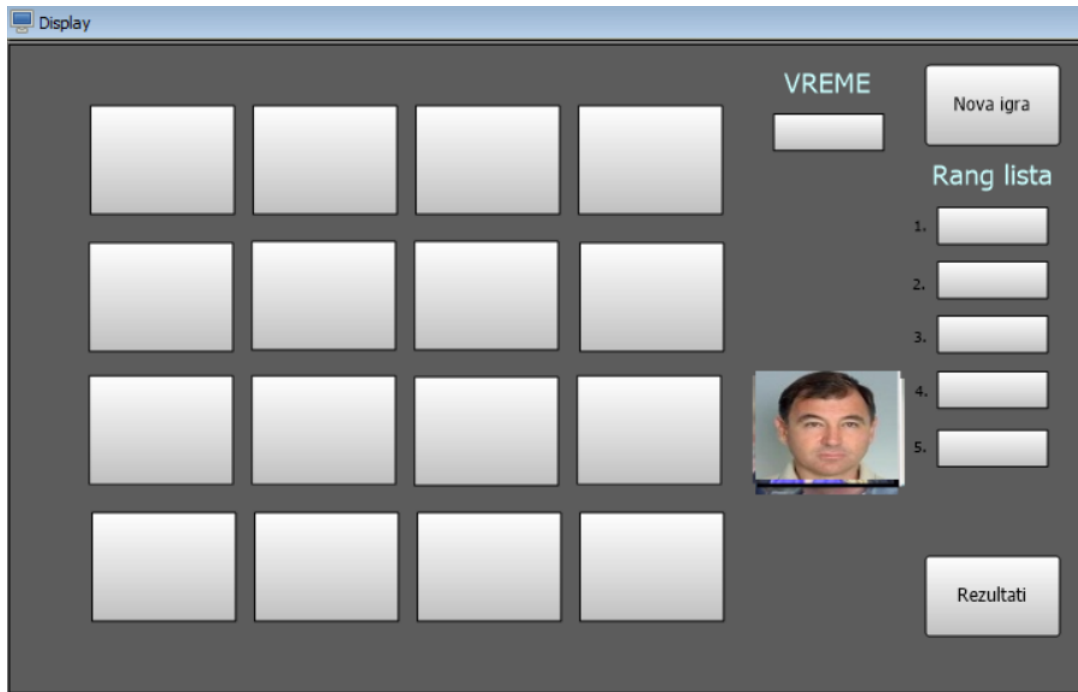 Display
VREME
Nova igra
Rang lista
1.
2.
3.
4.
5.
Rezultati